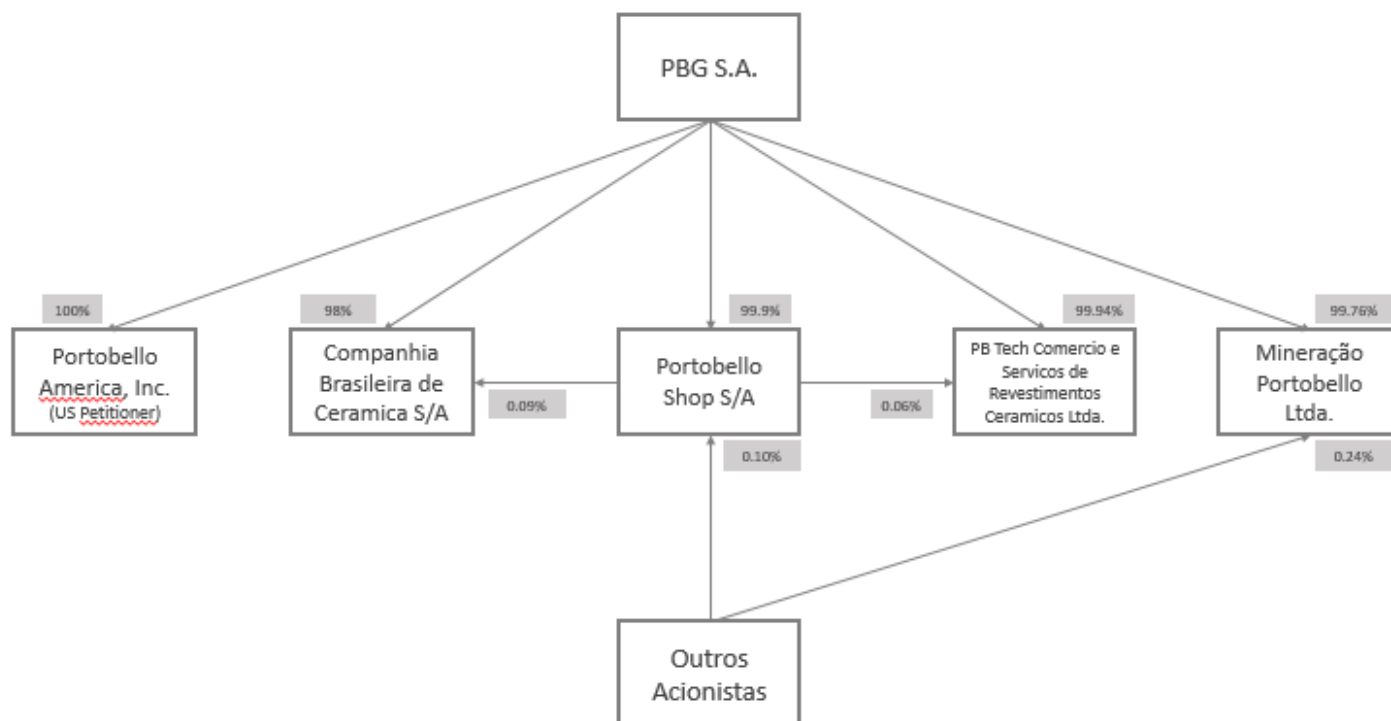 PBG S.A.
100%
98%
99.9%
99.94%
99.76%
Portobello
America, Inc.
(US Petitioner)
Companhia
Brasileira de
Ceramica S/A
0.09%
Portobello
Shop S/A
0.06%
PB Tech Comercio e
Servicos de
Revestimentos
Ceramicos Ltda.
Mineração
Portobello
Ltda.
0.10%
0.24%
Outros
Acionistas